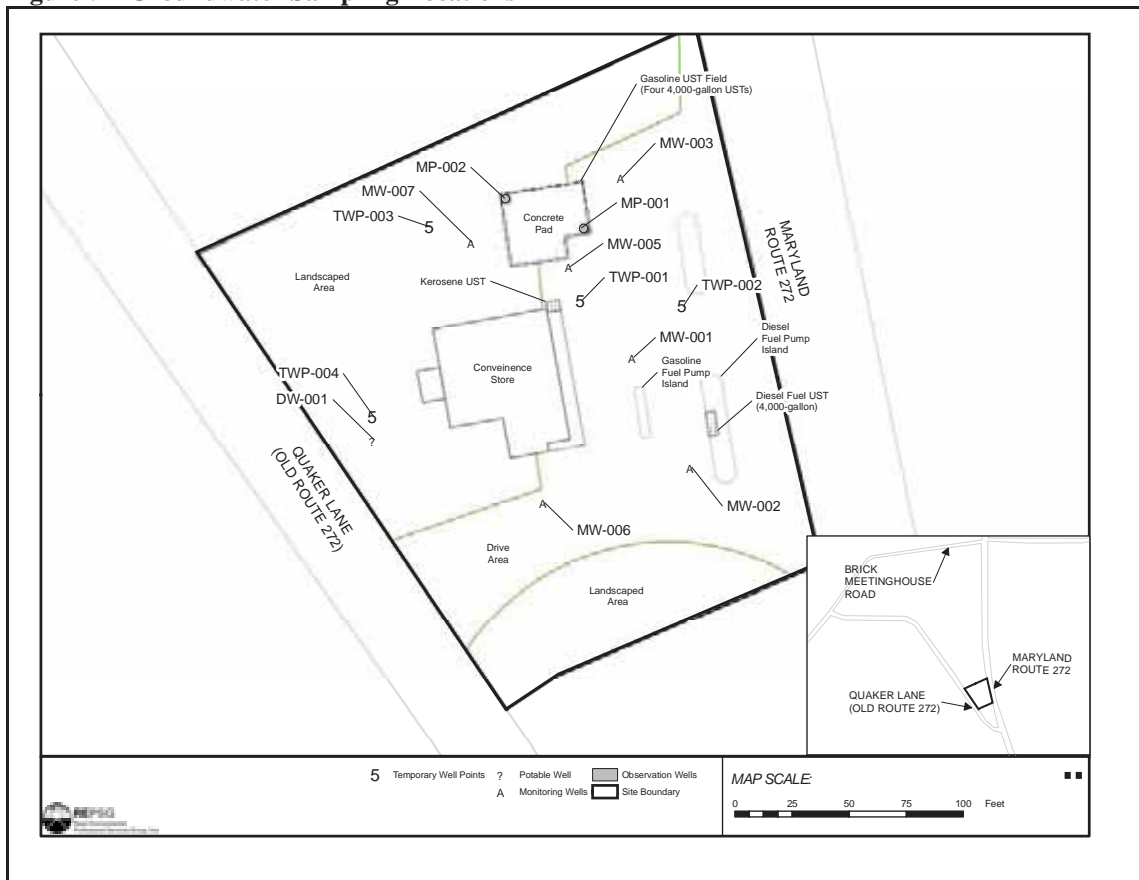 Gasoline UST Field
(Four 4,000-gallon USTs)
MW-003
MP-002
MW-007
MP-001
TWP-003
5
A
Concrete
Pad
MW-005
MARYLAND
ROUTE 272
A
A
Landscaped
Area
Kerosene UST
TWP-001
5
TWP-002
5
MW-001
A
Diesel
Fuel Pump
Island
Gasoline
Fuel Pump
Island
Conveinence
Store
TWP-004
DW-001
5
?
Diesel Fuel UST
(4,000-gallon)
QUAKER LANE
(OLD ROUTE 272)
A
MW-002
A
MW-006
Drive
Area
Landscaped
Area
BRICK
MEETINGHOUSE
ROAD
MARYLAND
ROUTE 272
QUAKER LANE
(OLD ROUTE 272)
5 Temporary Well Points ? Potable Well Observation Wells
A Monitoring Wells Site Boundary
MAP SCALE:
0 25 50 75 100 Feet
REPSG